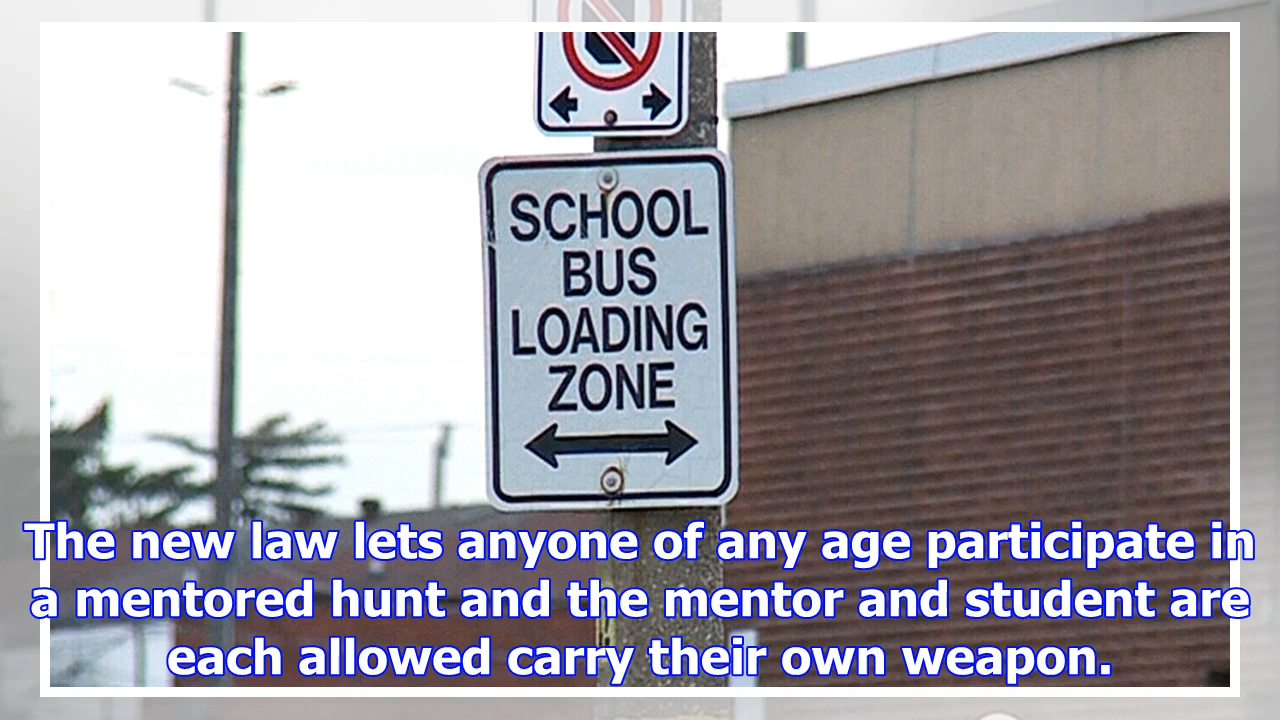 SCHOOL
BUS
LOADING
ZONE
The new law lets anyone of any age participate in
a mentored hunt and the mentor and student are
each allowed carry their own weapon.